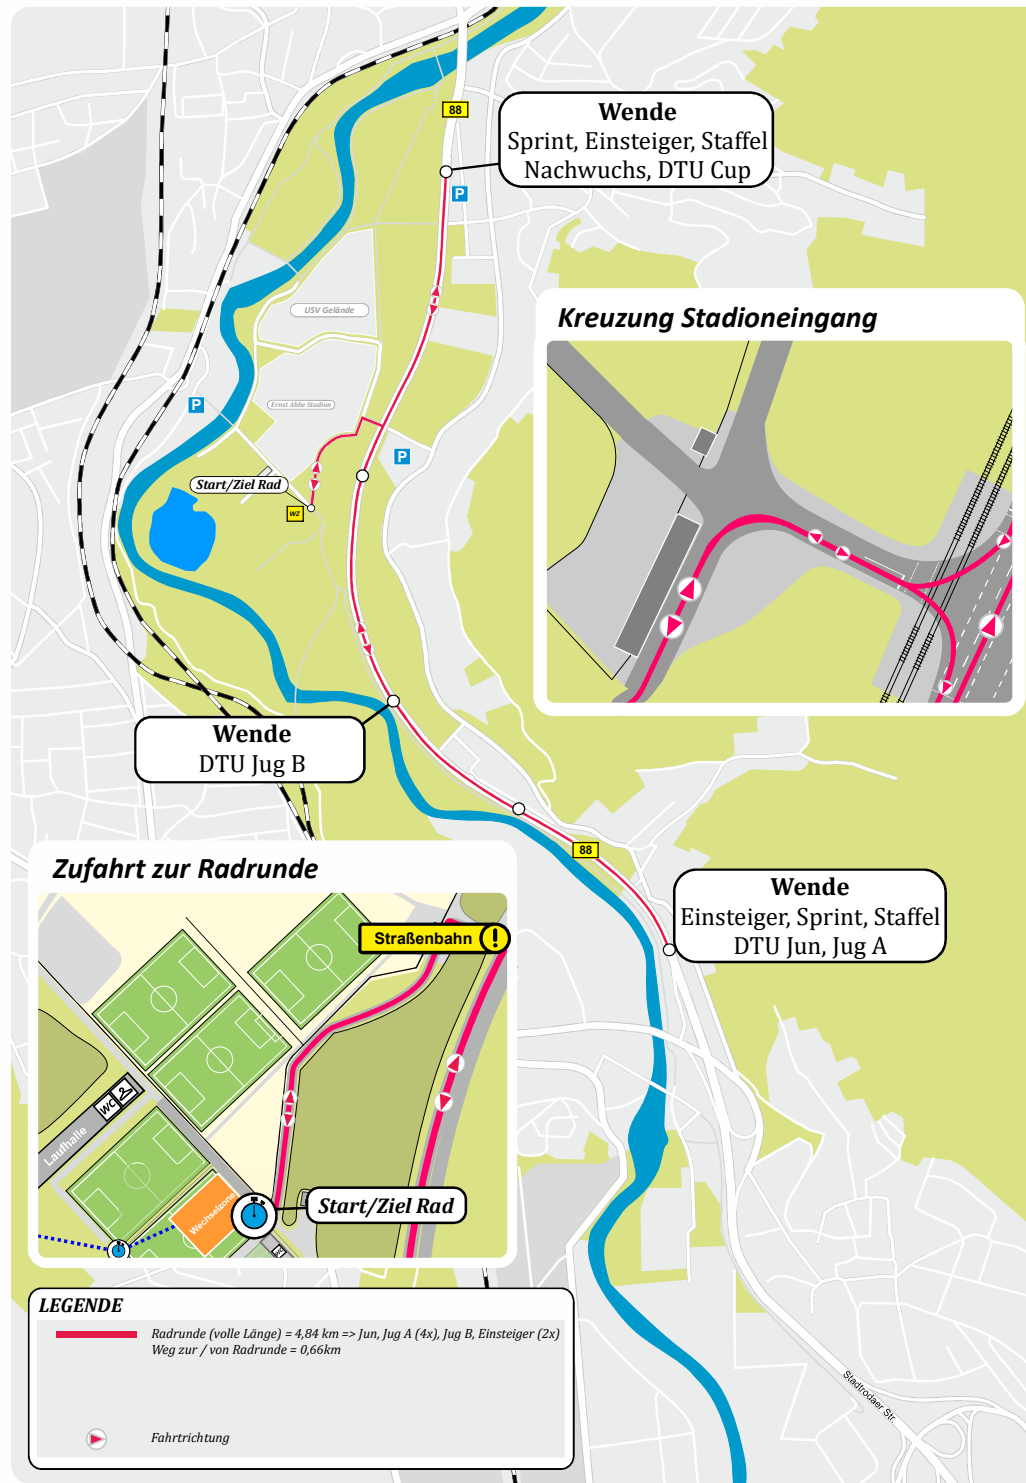 88
Wende
Sprint, Einsteiger, Staffel
Nachwuchs, DTU Cup
P
USV Gelände
Kreuzung Stadioneingang
P
Ernst Abbe Stadion
P
Start/Ziel Rad
WZ
Wende
DTU Jug B
88
Zufahrt zur Radrunde
Wende
Einsteiger, Sprint, Staffel
DTU Jun, Jug A
Straßenbahn !
WC
Laufhalle
Wechselzone
Start/Ziel Rad
WC
LEGENDE
Radrunde (volle Länge) = 4,84 km => Jun, Jug A (4x), Jug B, Einsteiger (2x)
Weg zur / von Radrunde = 0,66km
Fahrtrichtung
Stadtrodaer Str.